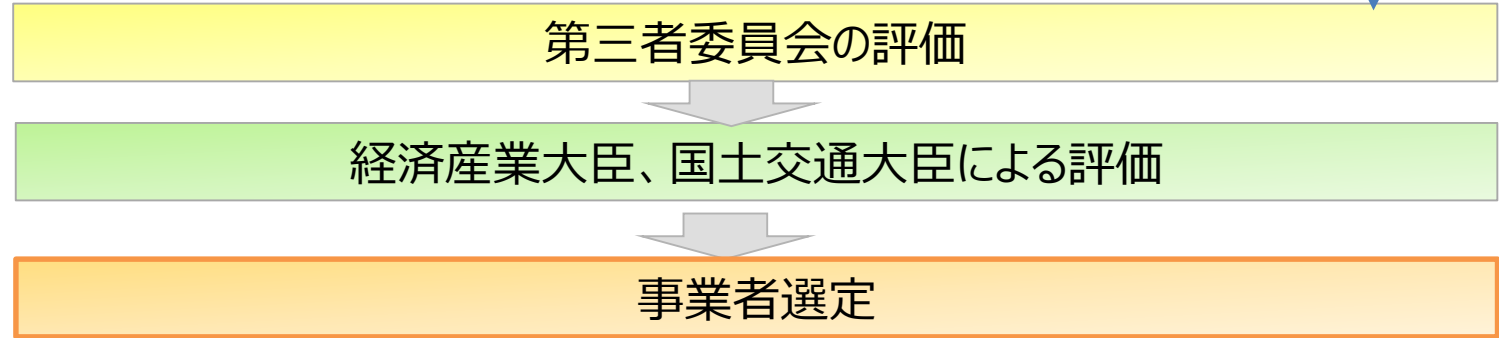 第三者委員会の評価
経済産業大臣、国土交通大臣による評価
事業者選定